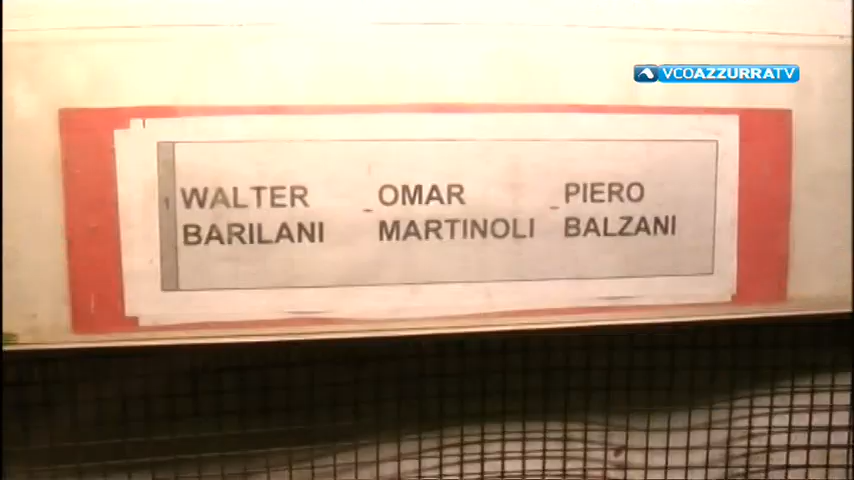 VCOAZZURRATV
WALTER - OMAR - PIERO
BARILANI MARTINOLI BALZANI